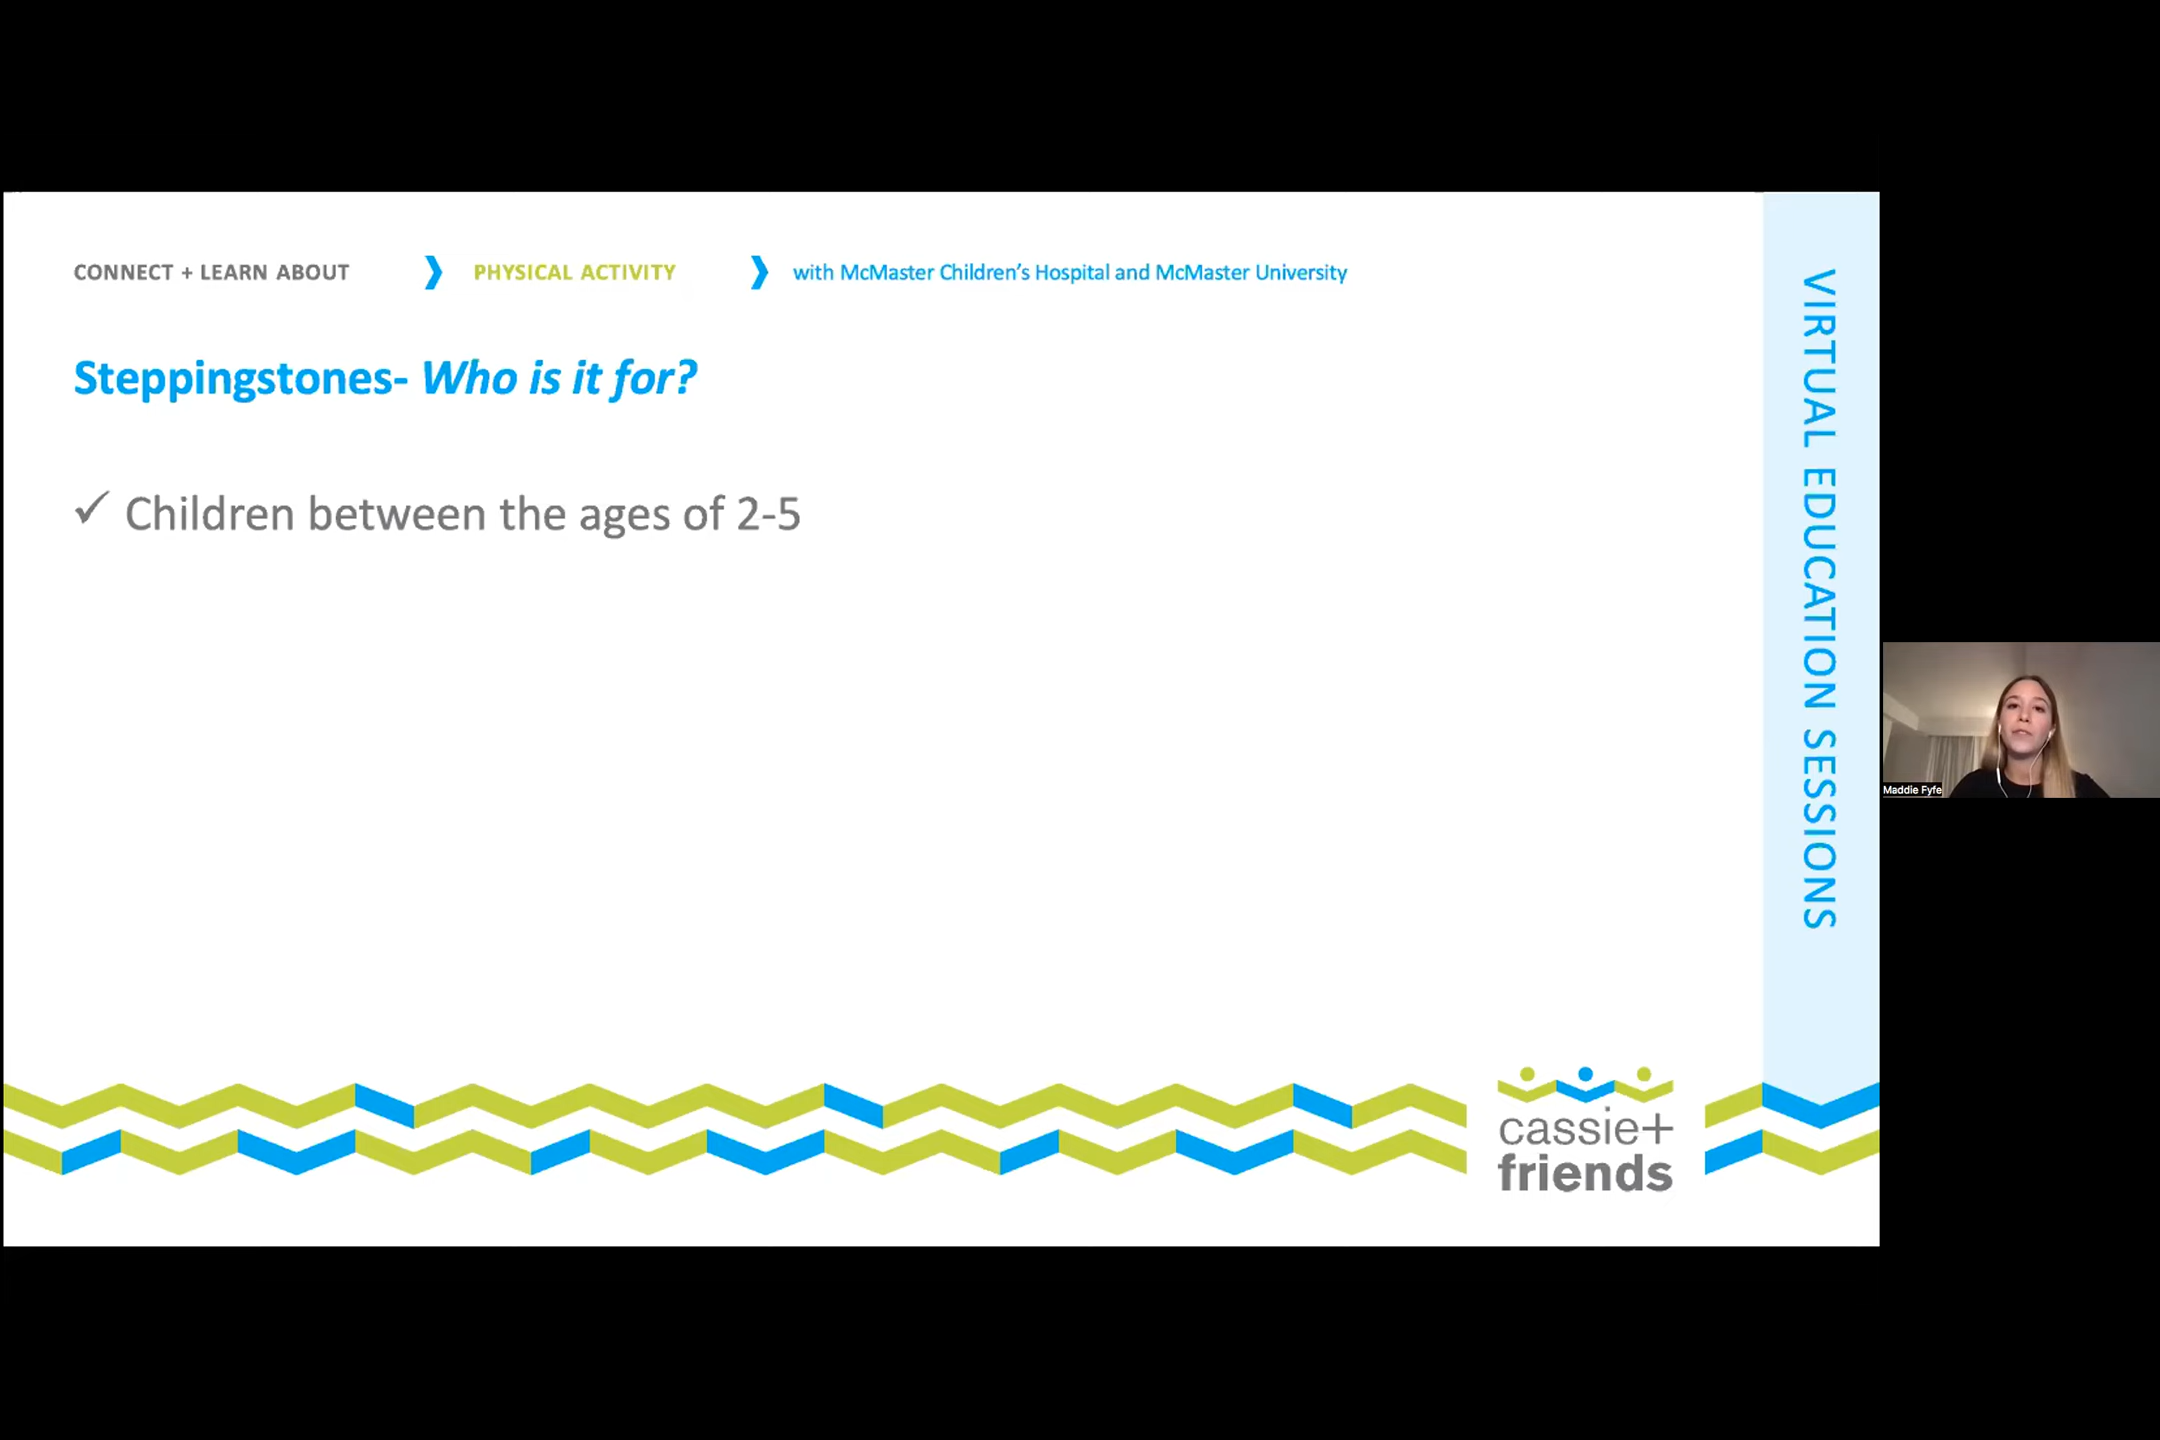 CONNECT + LEARN ABOUT ❯ PHYSICAL ACTIVITY ❯ with McMaster Children's Hospital and McMaster University
Steppingstones- Who is it for?
✓ Children between the ages of 2-5
VIRTUAL EDUCATION SESSIONS
Maddie Fyfe
cassie+
friends